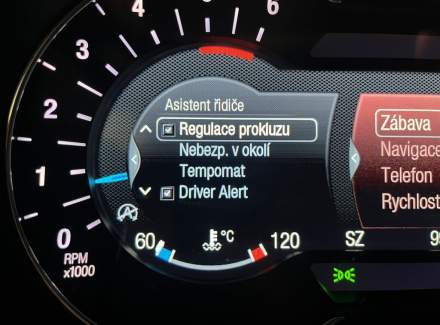 6
5
4
3
2
1
0
RPM
x1000
Asistent řidiče
Regulace prokluzu
Nebezp. v okolí
Tempomat
Driver Alert
60
°C
120
Zábava
Navigace
Telefon
Rychlost
SZ